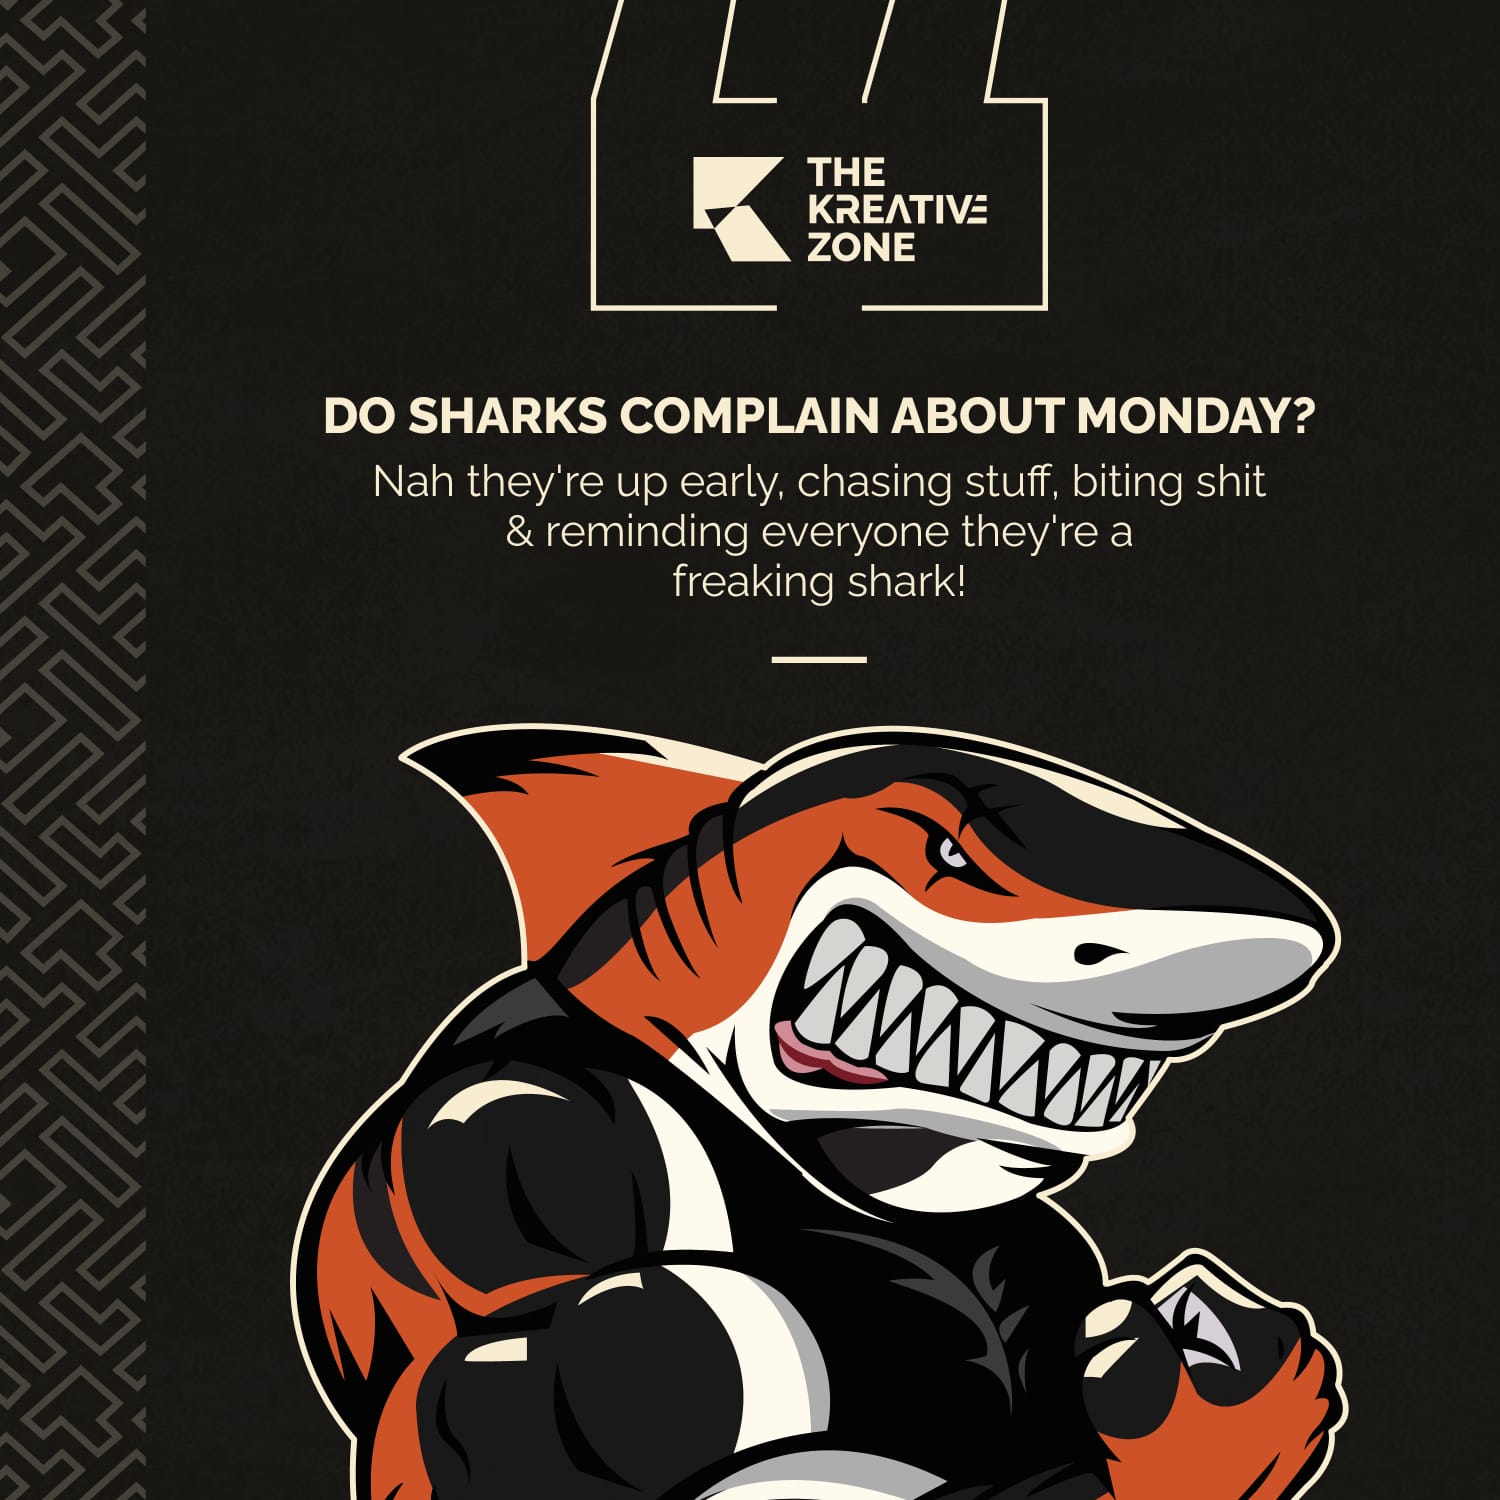 THE
KREATIVE
ZONE
DO SHARKS COMPLAIN ABOUT MONDAY?
Nah they're up early, chasing stuff, biting shit
& reminding everyone they're a
freaking shark!